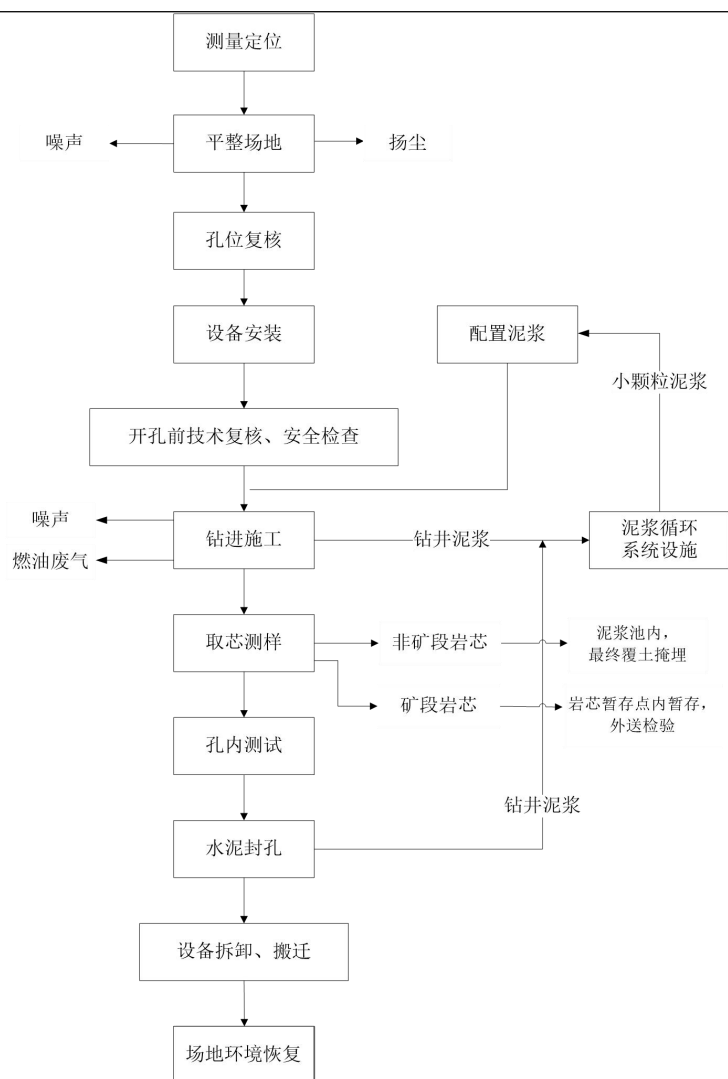 测量定位
噪声
平整场地
扬尘
孔位复核
设备安装
配置泥浆
小颗粒泥浆
开孔前技术复核、安全检查
噪声
燃油废气
钻进施工
钻井泥浆
泥浆循环
系统设施
取芯测样
非矿段岩芯
泥浆池内，
最终覆土掩埋
矿段岩芯
岩芯暂存点内暂存，
外送检验
孔内测试
钻井泥浆
水泥封孔
设备拆卸、搬迁
场地环境恢复